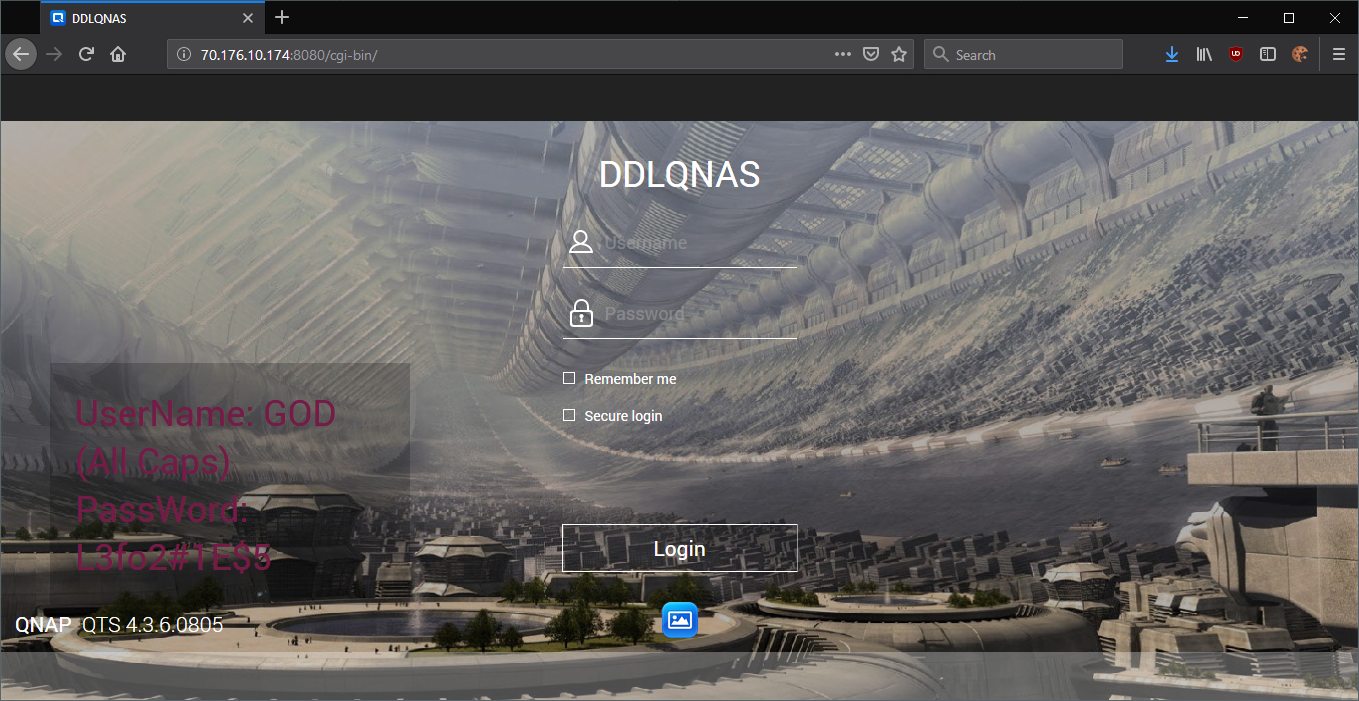 DDLQNAS
70.176.10.174:8080/cgi-bin/
Search
DDLQNAS
Username
Password
Remember me
Secure login
UserName: GOD
(All Caps)
PassWord:
L3fo2#1E$5
Login
QNAP QTS 4.3.6.0805